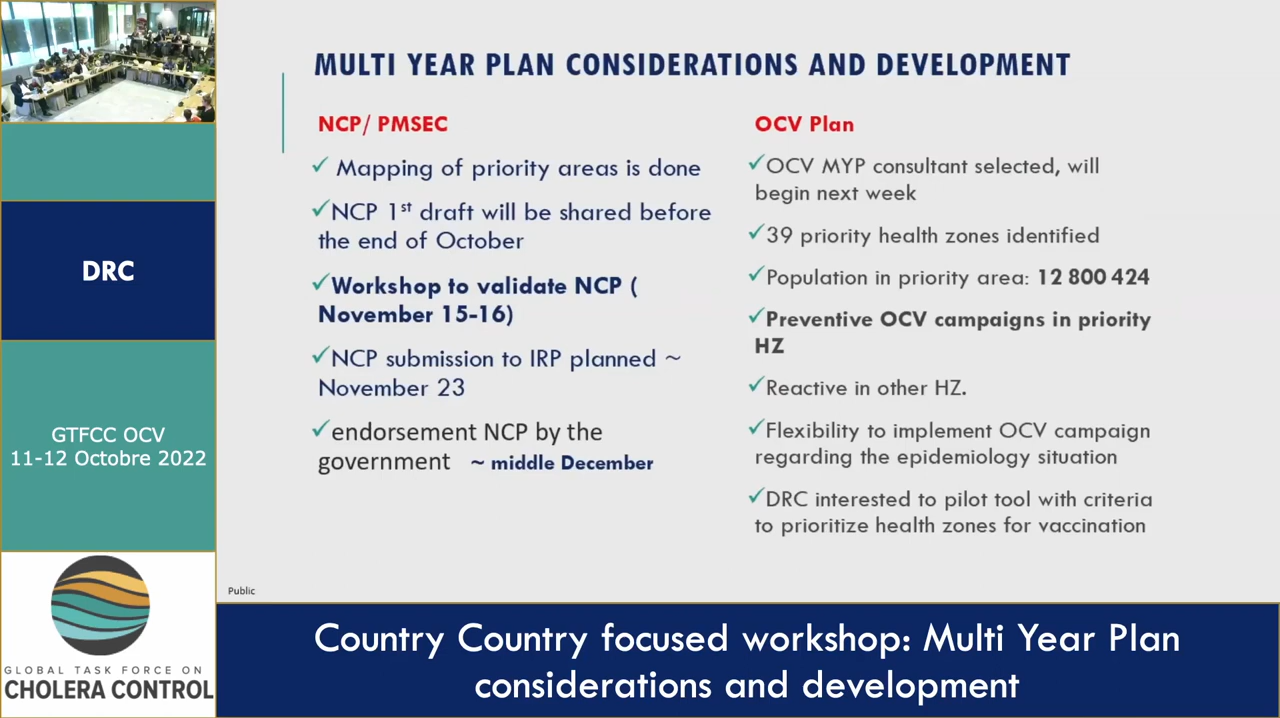 MULTI YEAR PLAN CONSIDERATIONS AND DEVELOPMENT
NCP/ PMSEC
✓ Mapping of priority areas is done
✓NCP 1st draft will be shared before
the end of October
✓Workshop to validate NCP (
November 15-16)
✓NCP submission to IRP planned ~
November 23
✓endorsement NCP by the
government ~ middle December
OCV Plan
✓OCV MYP consultant selected, will
begin next week
✓39 priority health zones identified
✓Population in priority area: 12 800 424
✓Preventive OCV campaigns in priority
HZ
✓Reactive in other HZ.
✓Flexibility to implement OCV campaign
regarding the epidemiology situation
✓DRC interested to pilot tool with criteria
to prioritize health zones for vaccination
DRC
GTFCC OCV
11-12 Octobre 2022
GLOBAL TASK FORCE ON
CHOLERA CONTROL
Public
Country Country focused workshop: Multi Year Plan
considerations and development